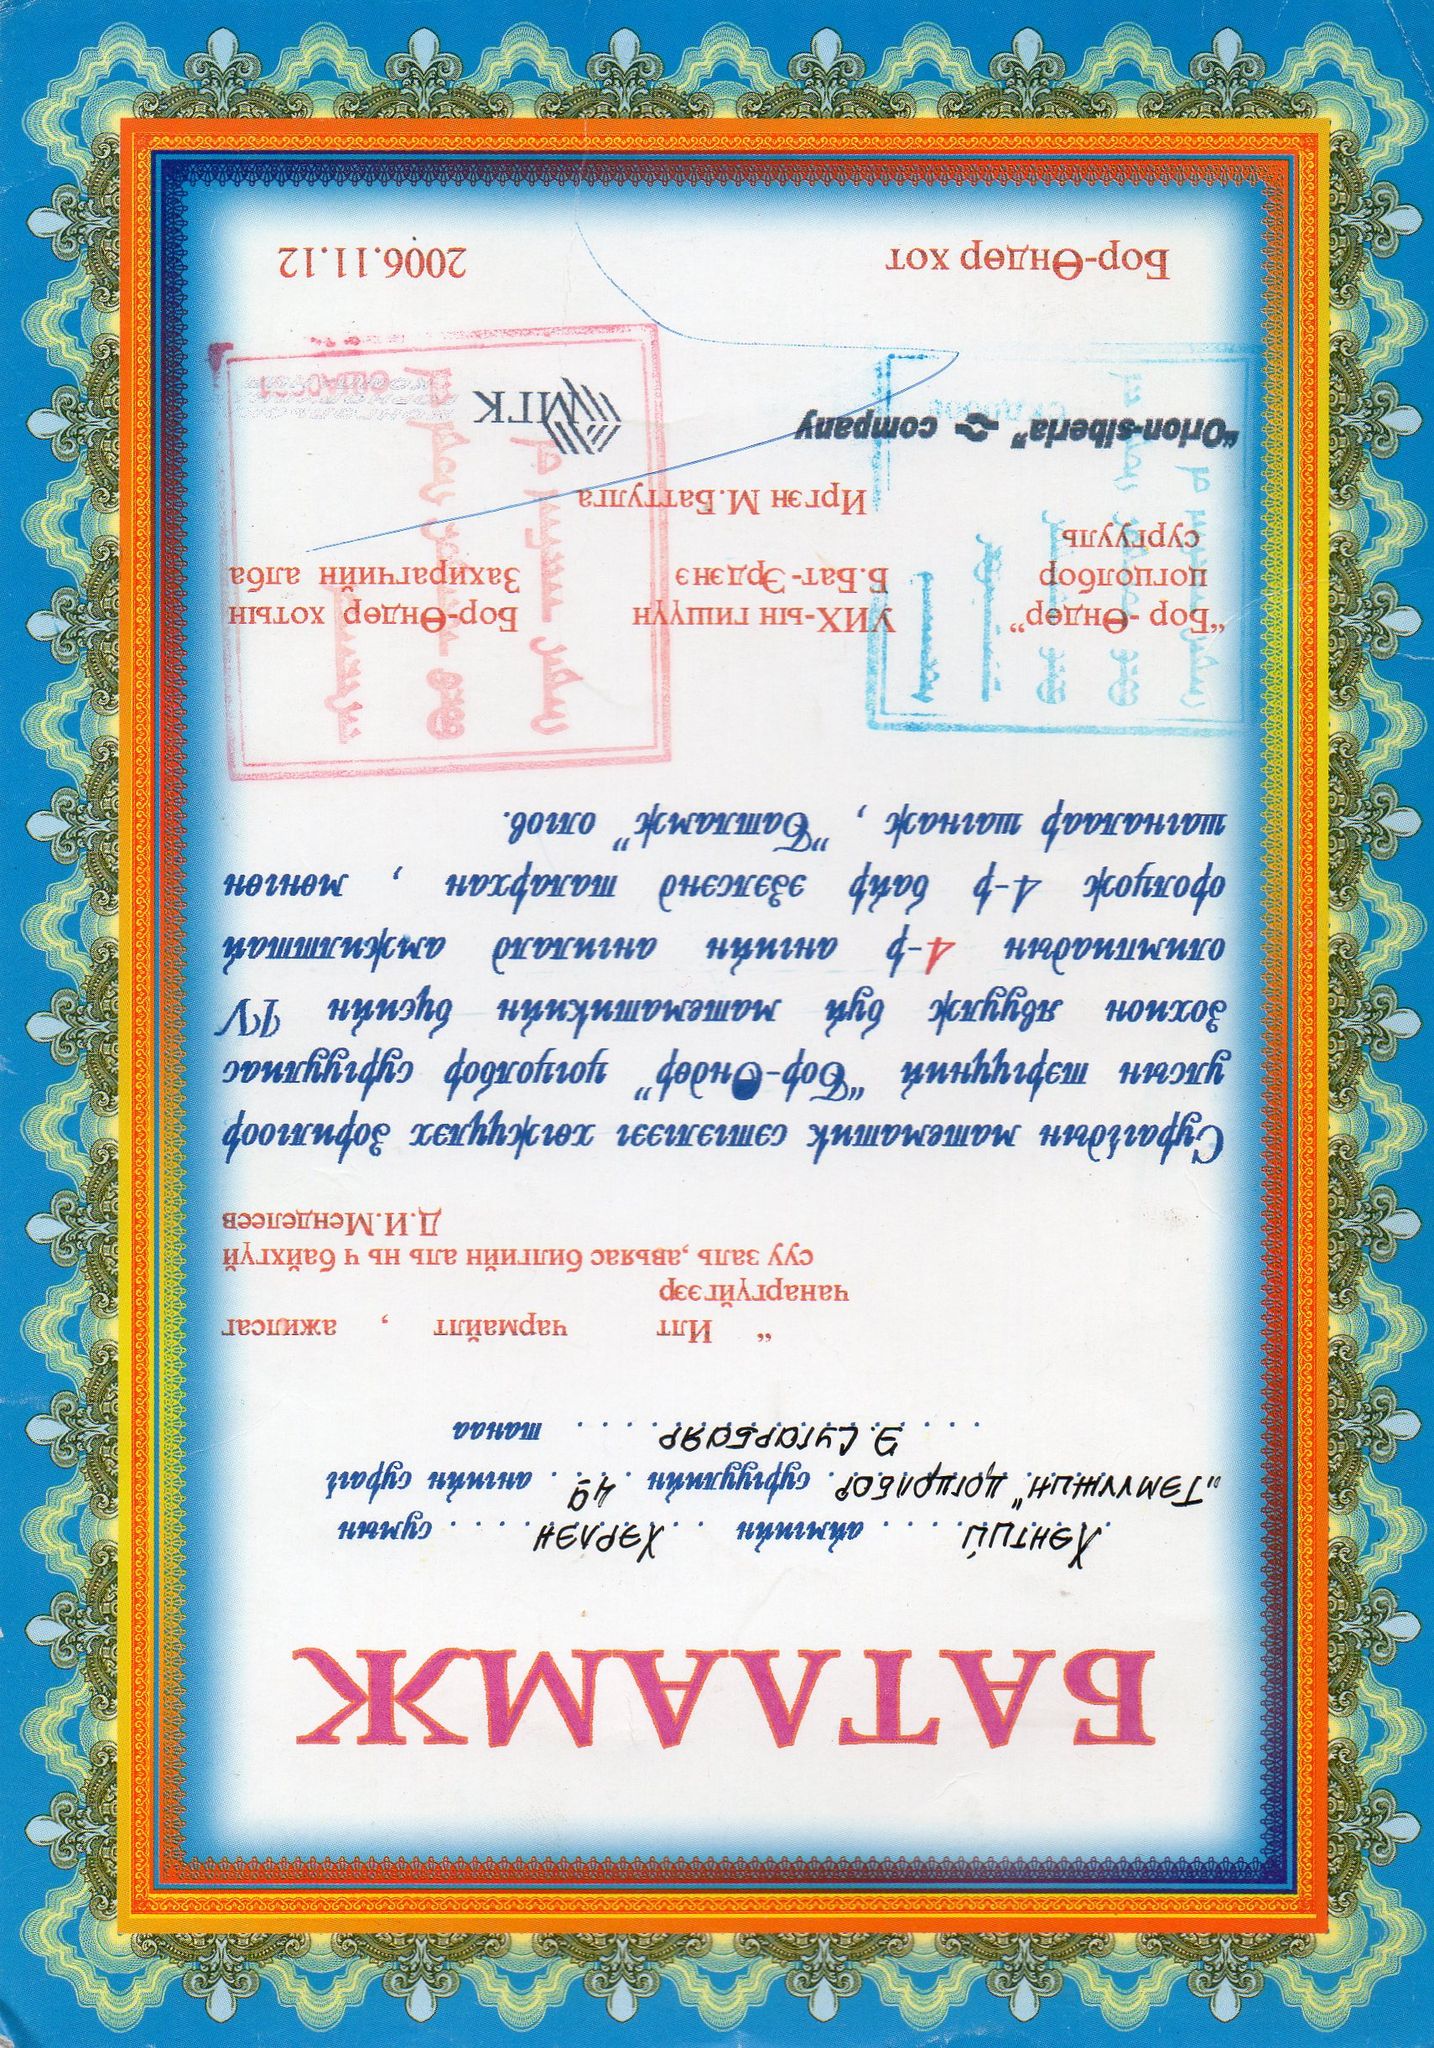 БАТЛАМЖ
Хэнтий аймгийн Хэрлэн сумын
„Тэмүүжин" цогцолбор сургуулийн 4а ангийн сурагч
Э.Сугарбаяр танаа
“ Илт чармайлт , ажилсаг
чанаргүйгээр
суу заль ,авьяас билгийн аль нь ч байхгүй
Д.И.Менделеев
Сурагчдын математик сэтгэлгээг хөгжүүлэх зорилгоор
улсын тэргүүний “Бор-Өндөр” цогцолбор сургуулиас
зохион явуулж буй математикийн бүсийн IV
олимпиадын 4-р ангийн ангилалд амжилттай
оролцож 4-р байр эзэлсэнд талархан , мөнгөн
шагналаар шагнаж , ”Батламж” олгов.
“Бор -Өндөр” УИХ-ын гишүүн Бор-Өндөр хотын
цогцолбор Б.Бат-Эрдэнэ Захирагчийн алба
сургууль
Иргэн М.Баттулга
“Orion-siberia” company МГК
Бор-Өндөр хот 2006.11.12